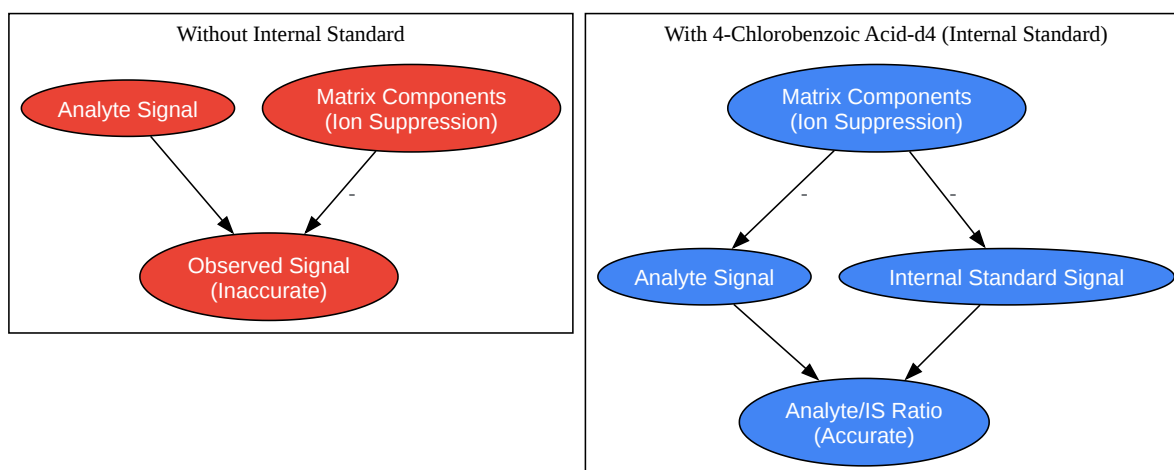 Without Internal Standard
Analyte Signal
Matrix Components
(Ion Suppression)
-
Observed Signal
(Inaccurate)
With 4-Chlorobenzoic Acid-d4 (Internal Standard)
Matrix Components
(Ion Suppression)
-
-
Analyte Signal
Internal Standard Signal
Analyte/IS Ratio
(Accurate)